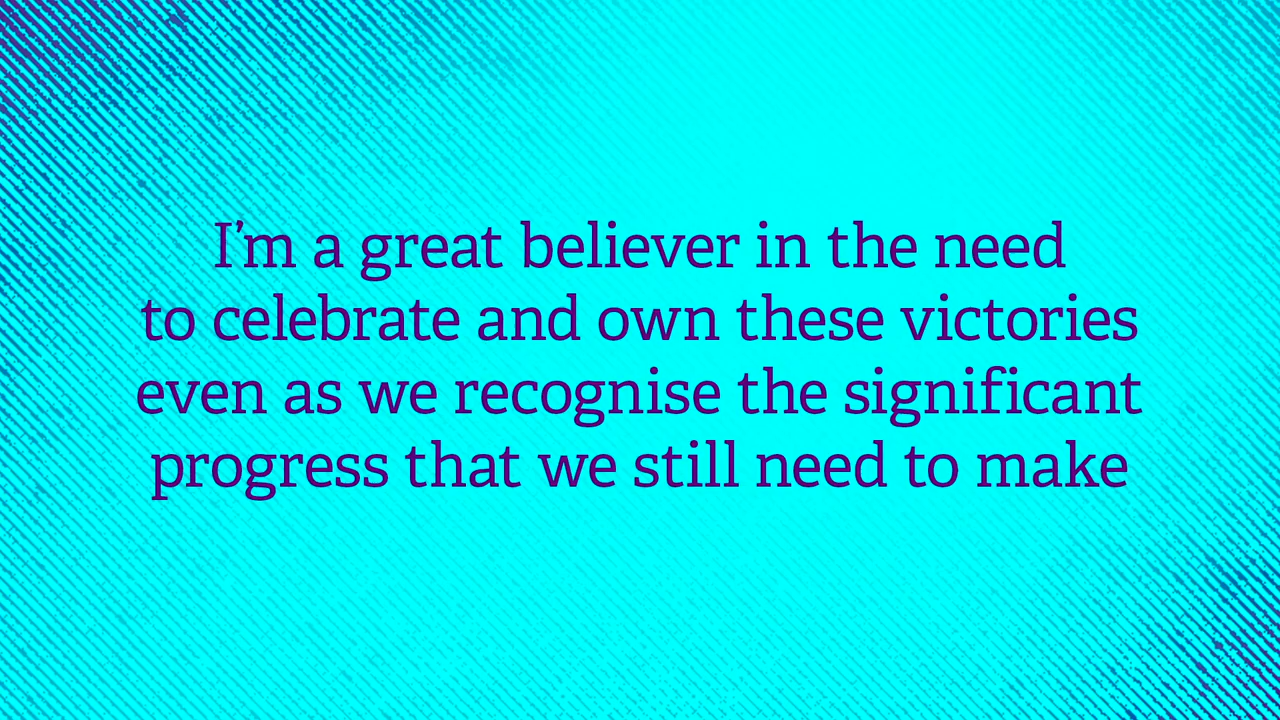 I’m a great believer in the need
to celebrate and own these victories
even as we recognise the significant
progress that we still need to make